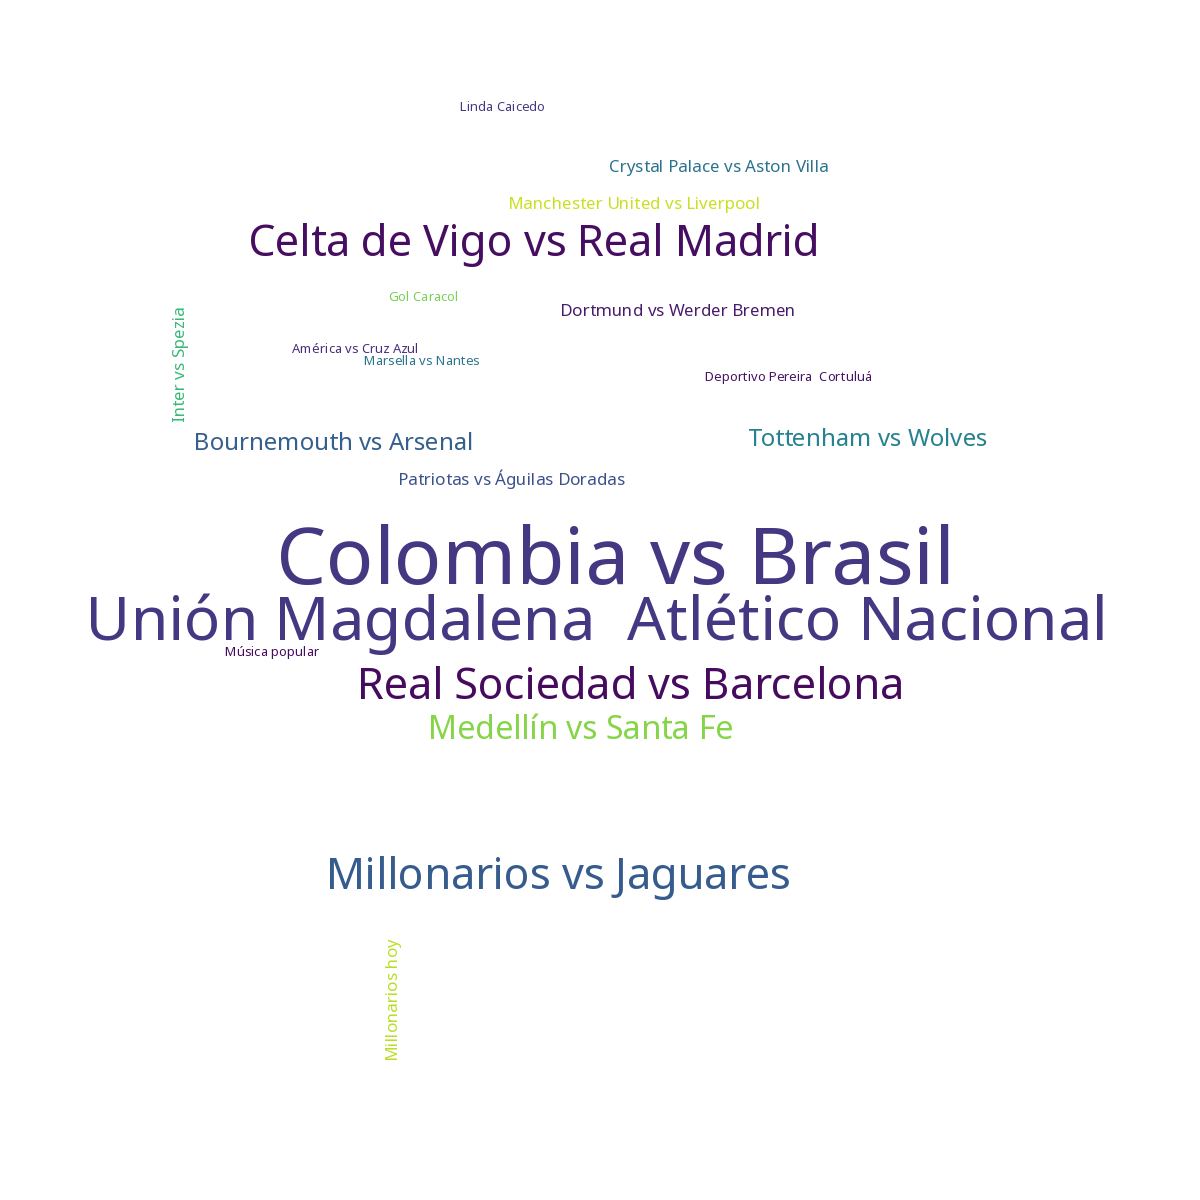 Linda Caicedo
Crystal Palace vs Aston Villa
Manchester United vs Liverpool
Celta de Vigo vs Real Madrid
Gol Caracol
Inter vs Spezia
Dortmund vs Werder Bremen
América vs Cruz Azul
Marsella vs Nantes
Deportivo Pereira  Cortuluá
Bournemouth vs Arsenal
Tottenham vs Wolves
Patriotas vs Águilas Doradas
Colombia vs Brasil
Unión Magdalena  Atlético Nacional
Música popular
Real Sociedad vs Barcelona
Medellín vs Santa Fe
Millonarios vs Jaguares
Millonarios hoy